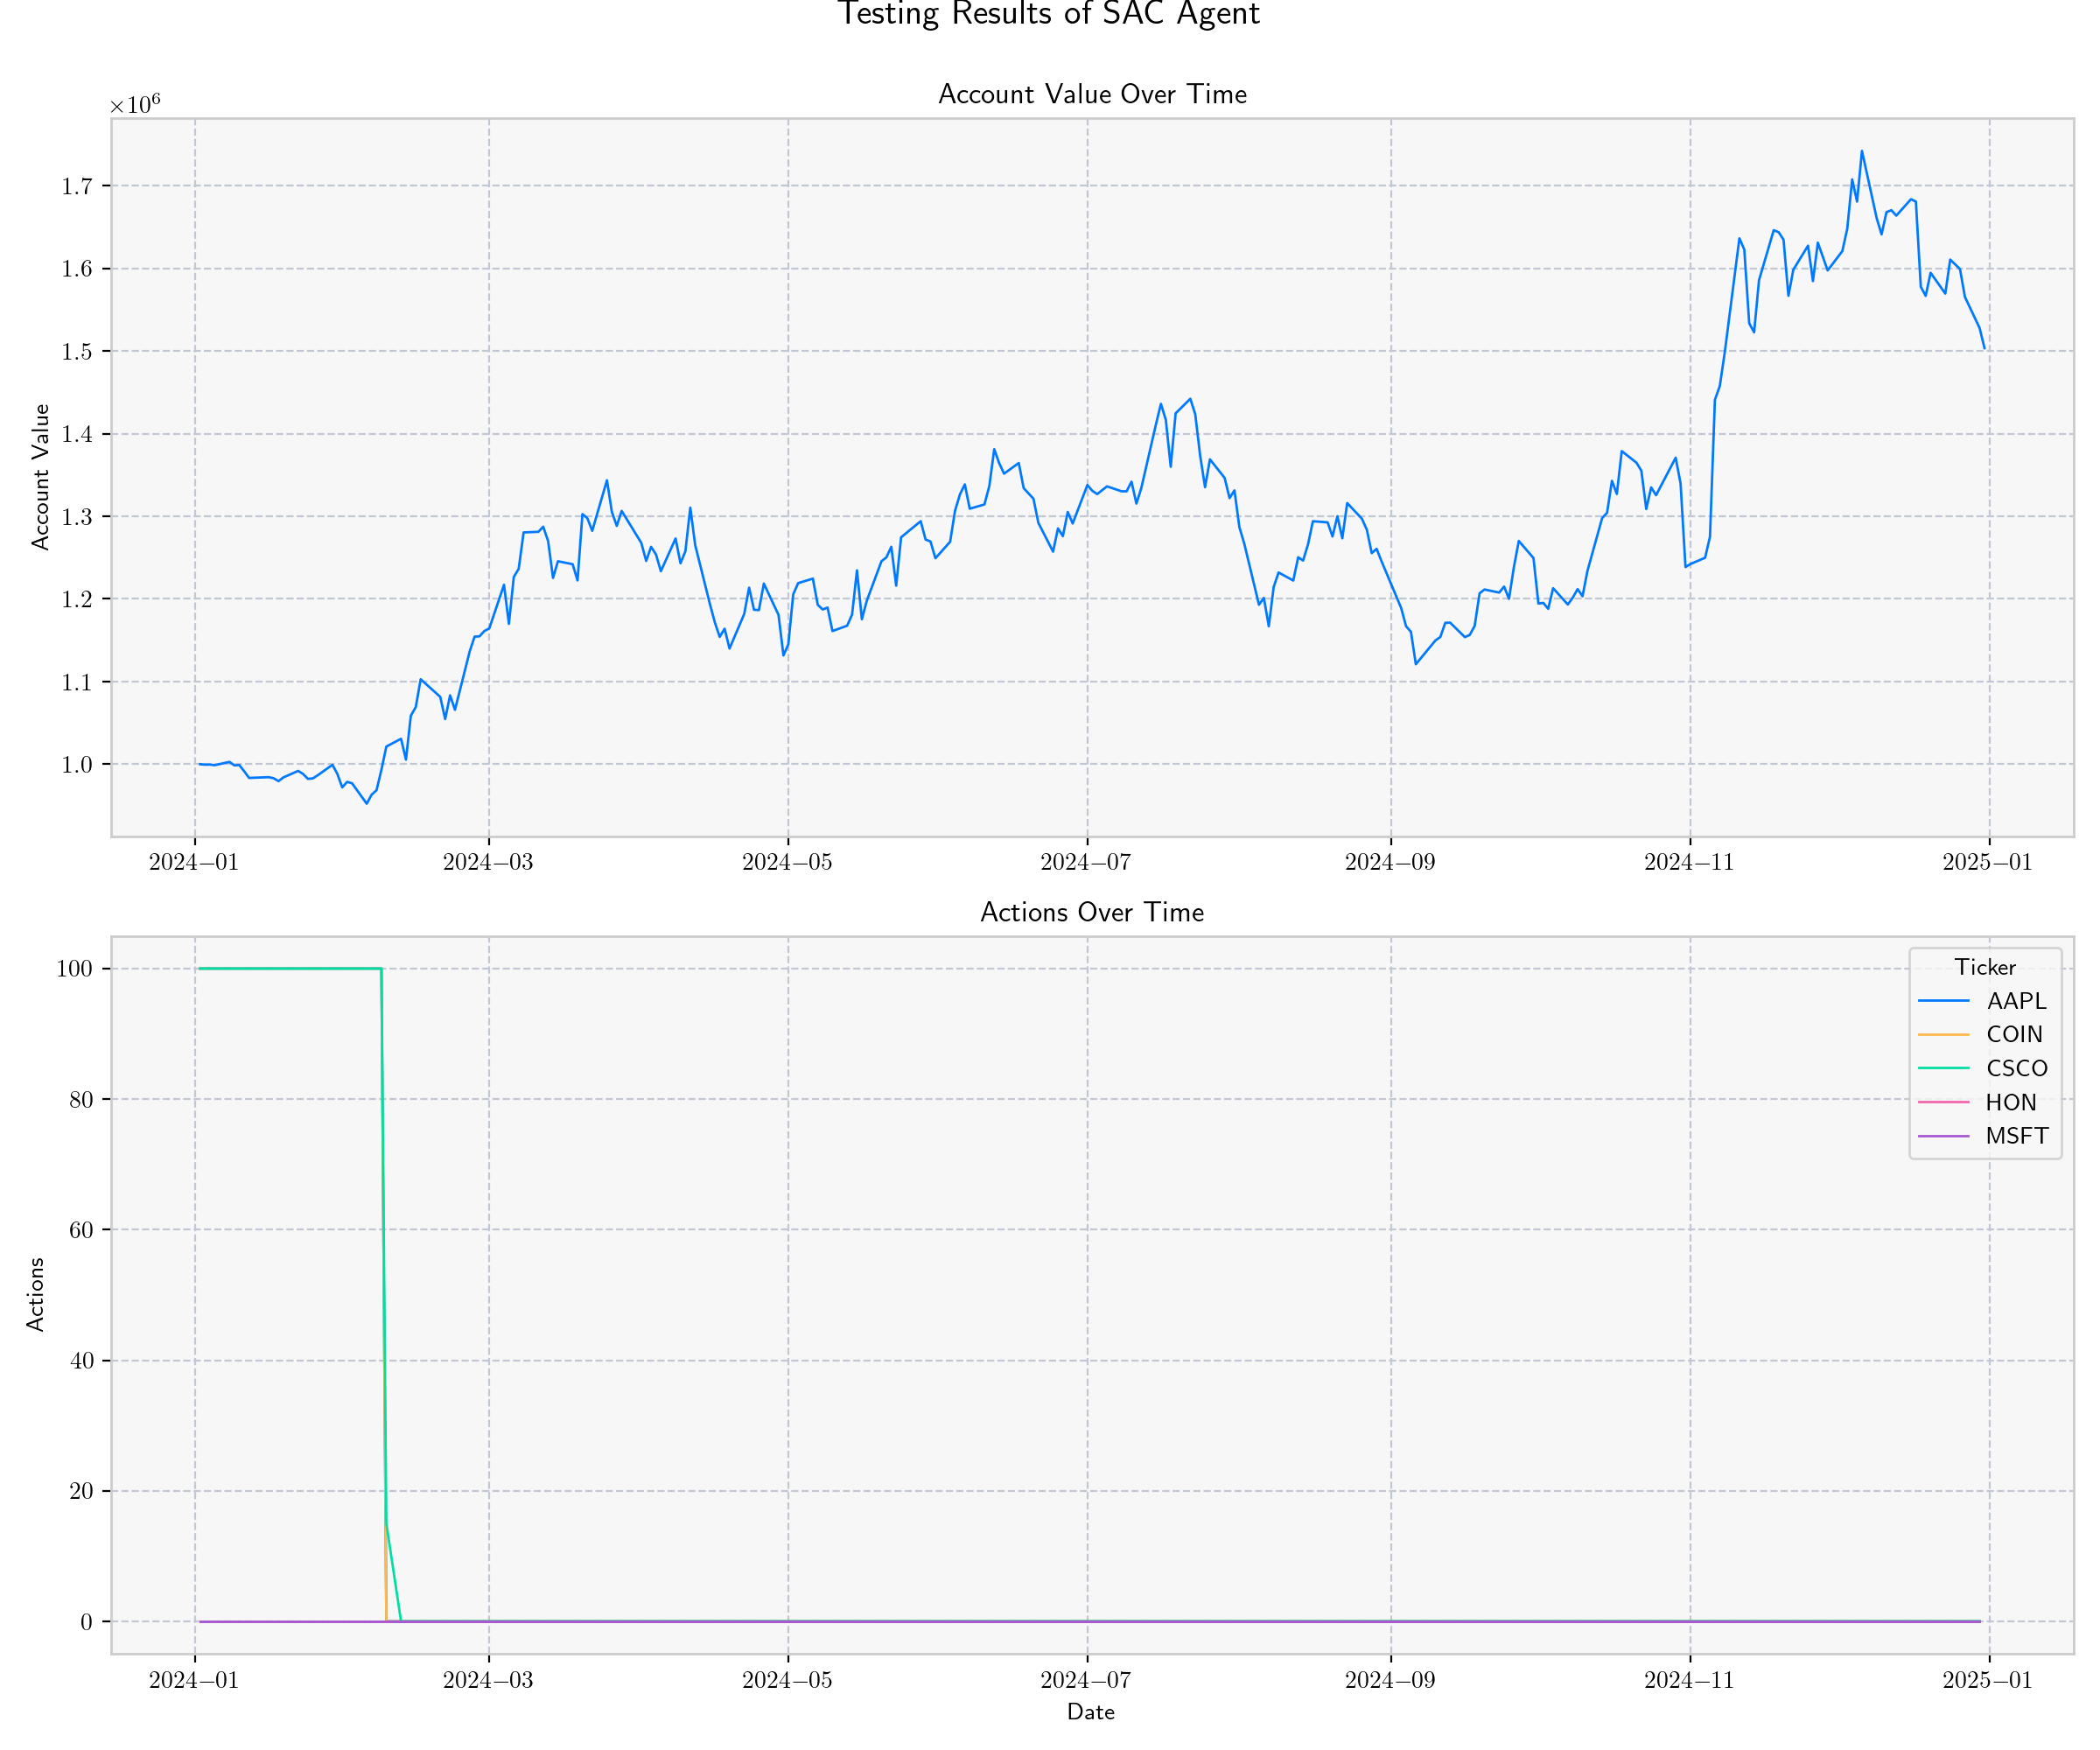 Testing Results of SAC Agent
Account Value Over Time
×10⁶
1.7
1.6
1.5
1.4
1.3
1.2
1.1
1.0
Account Value
2024–01 2024–03 2024–05 2024–07 2024–09 2024–11 2025–01
Actions Over Time
100
80
60
40
20
0
Actions
Ticker
AAPL
COIN
CSCO
HON
MSFT
2024–01 2024–03 2024–05 2024–07 2024–09 2024–11 2025–01
Date